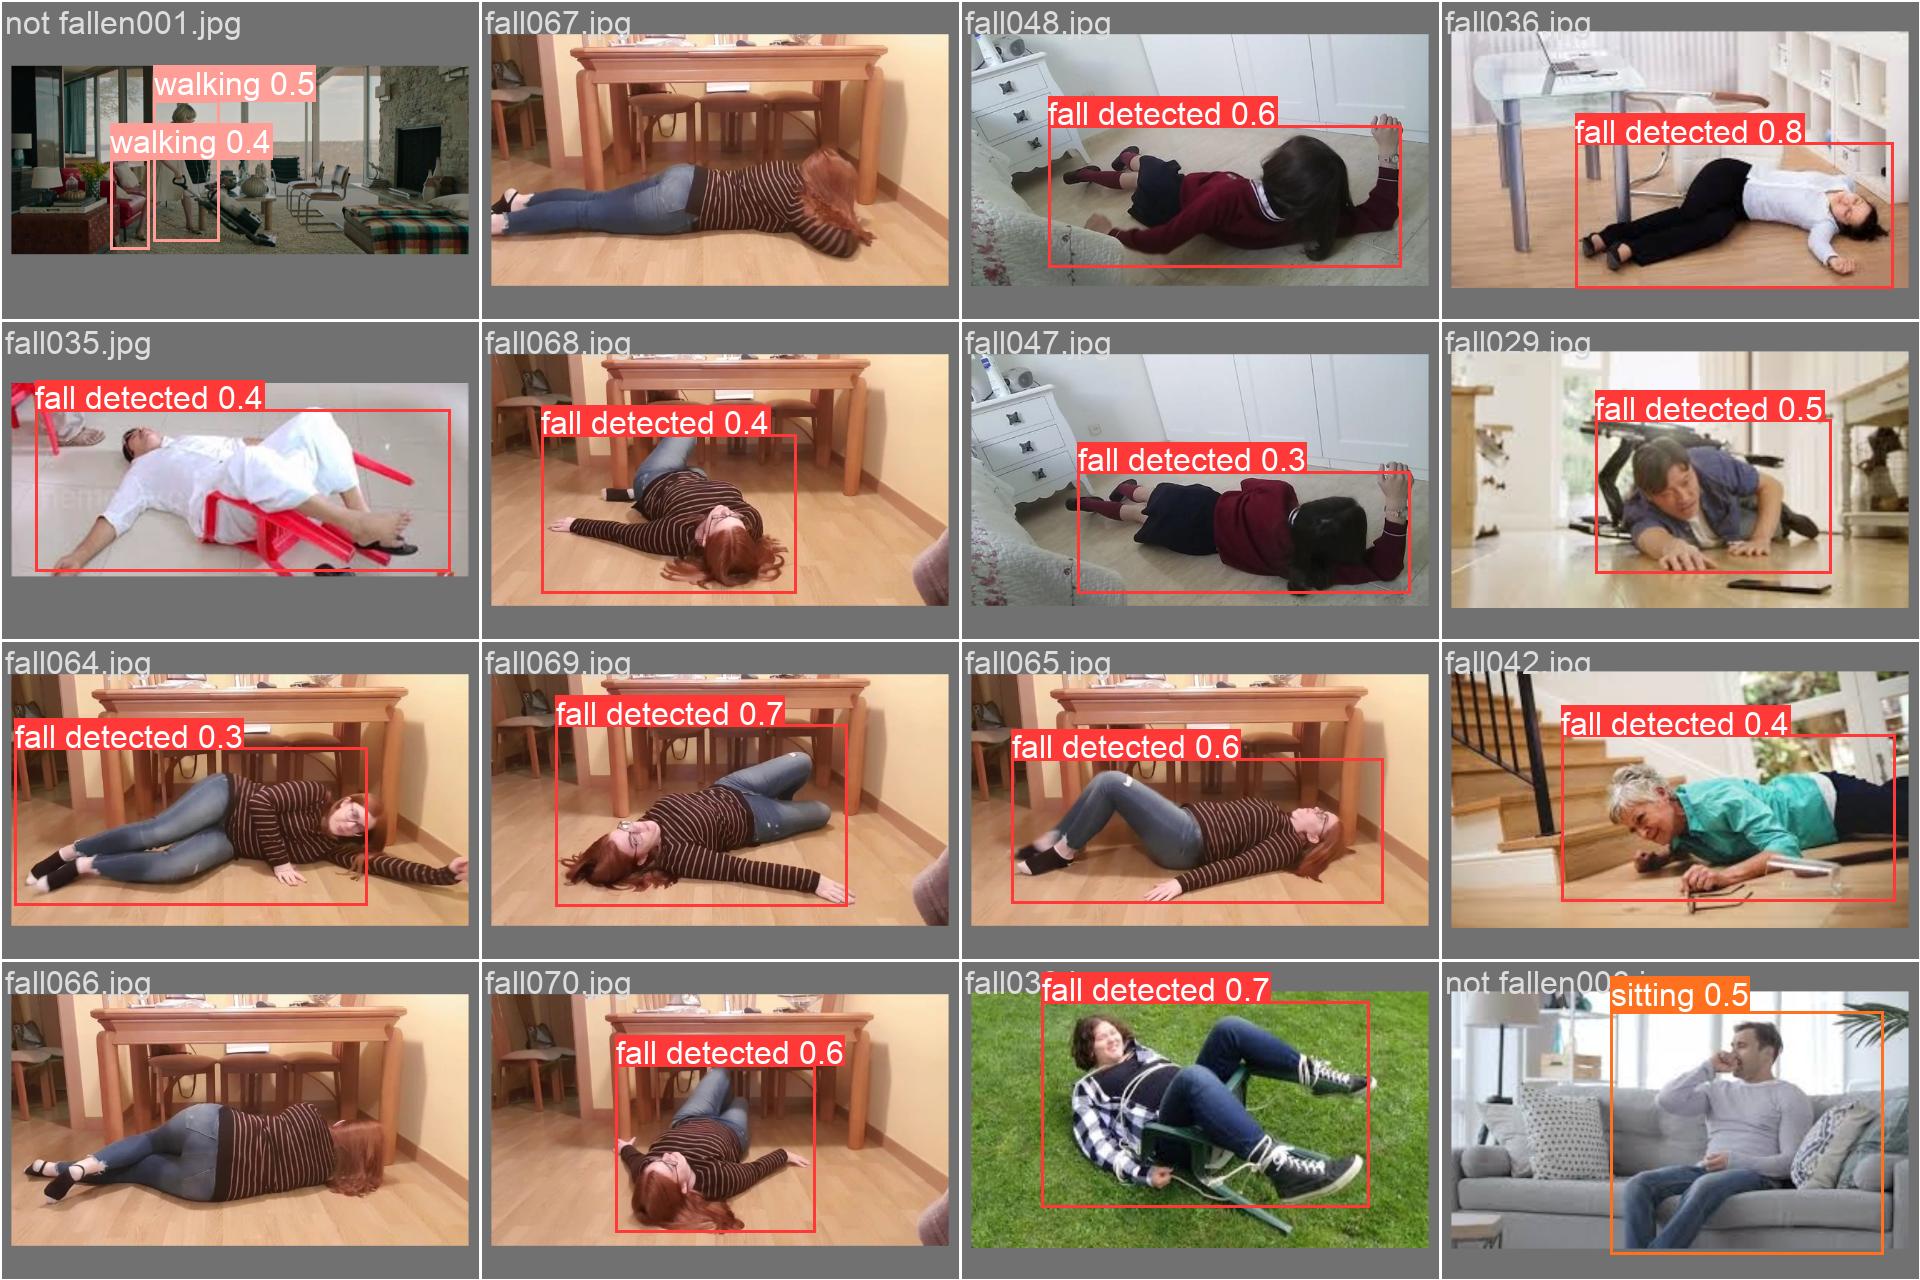 not fallen001.jpg
walking 0.5
walking 0.4
fall067.jpg
fall048.jpg
fall detected 0.6
fall036.jpg
fall detected 0.8
fall035.jpg
fall detected 0.4
fall068.jpg
fall detected 0.4
fall047.jpg
fall detected 0.3
fall029.jpg
fall detected 0.5
fall064.jpg
fall detected 0.3
fall069.jpg
fall detected 0.7
fall065.jpg
fall detected 0.6
fall042.jpg
fall detected 0.4
fall066.jpg
fall070.jpg
fall detected 0.6
fall03
fall detected 0.7
not fallen00
sitting 0.5